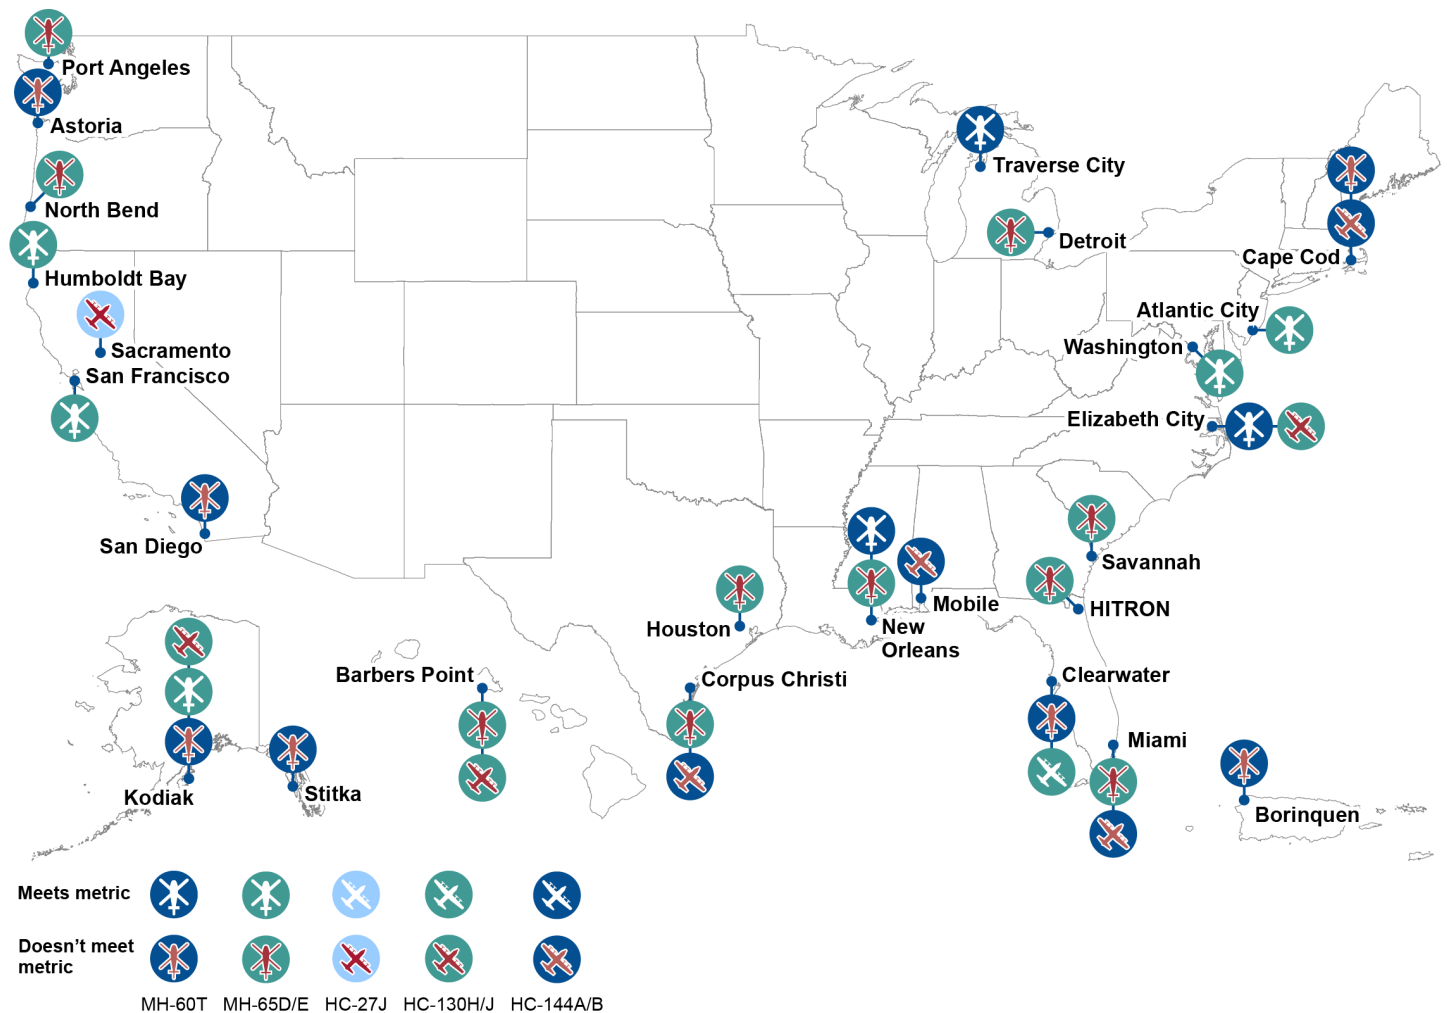 Port Angeles
Astoria
North Bend
Humboldt Bay
Sacramento
San Francisco
San Diego
Traverse City
Detroit
Cape Cod
Atlantic City
Washington
Elizabeth City
Savannah
HITRON
Mobile
New
Orleans
Houston
Corpus Christi
Barbers Point
Clearwater
Miami
Borinquen
Kodiak
Stitka
Meets metric
Doesn’t meet
metric
MH-60T
MH-65D/E
HC-27J
HC-130H/J
HC-144A/B